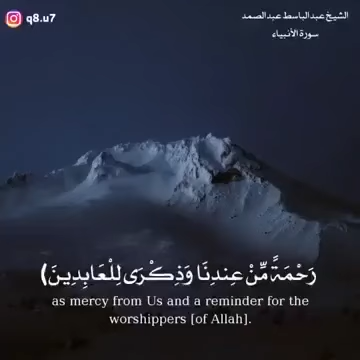 q8.u7
الشيخ عبدالباسط عبدالصمد
سورة الأنبياء
رَحْمَةً مِّنْ عِندِنَا وَذِكْرَى لِلْعَابِدِينَ)
as mercy from Us and a reminder for the
worshippers [of Allah].